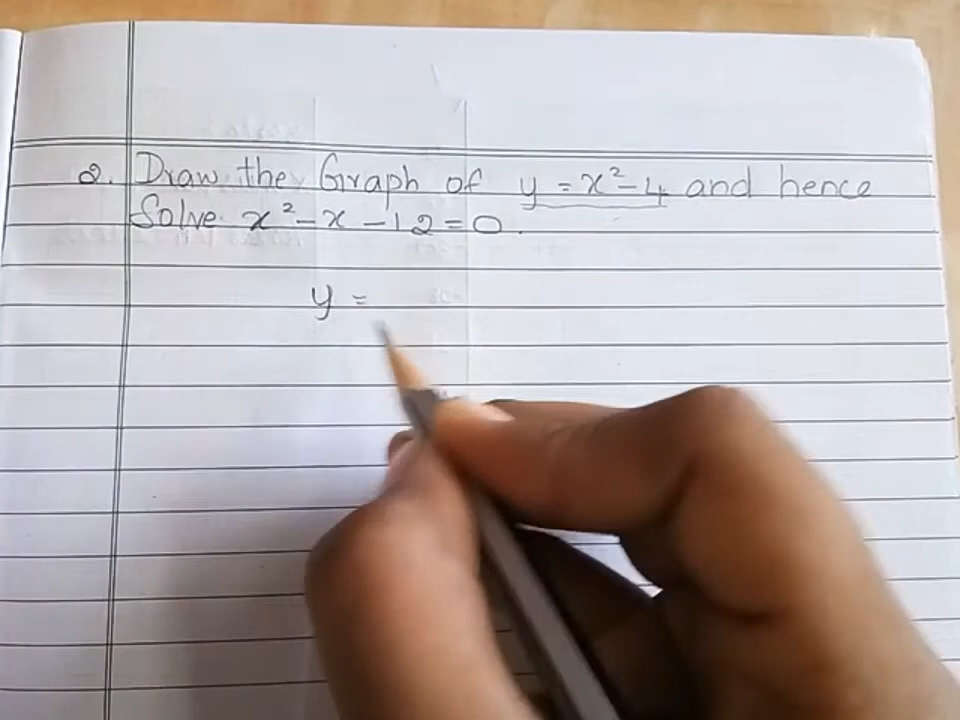 2. Draw the Graph of y = x² - 4 and hence
Solve x² - x - 12 = 0.
y =